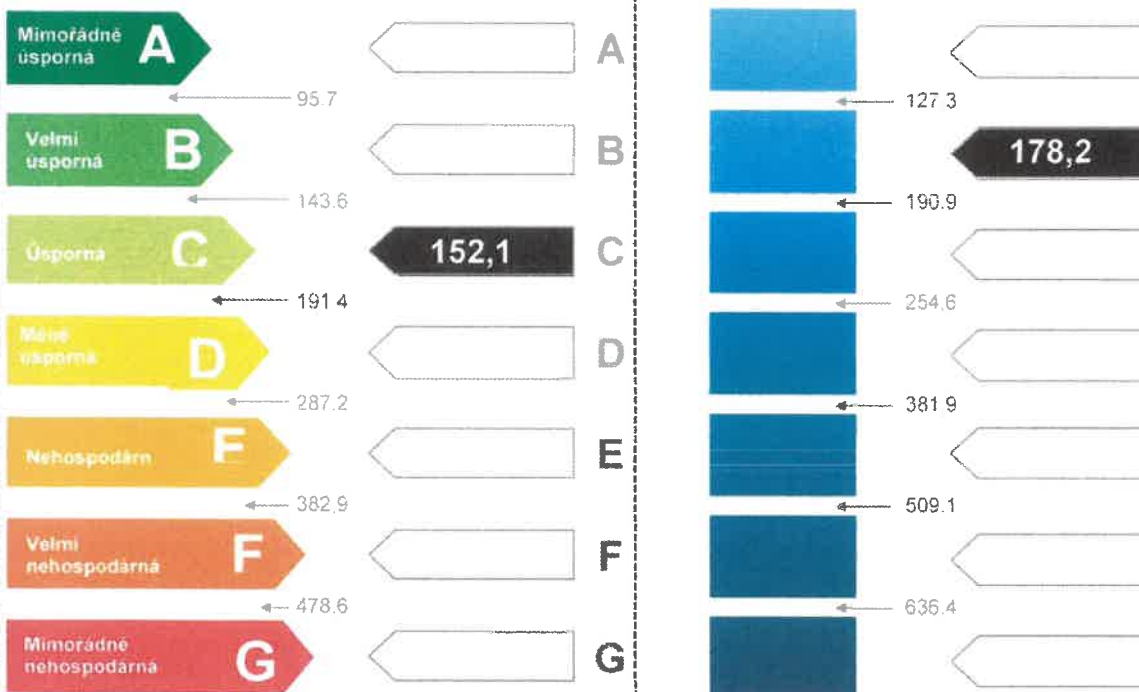 Mimořádně
úsporná
A
A
95.7
127 3
Velmi
úsporná
B
B
178,2
143.6
190.9
Úsporná
C
152,1
C
191 4
254.6
Méně
úsporná
D
D
287.2
381 9
Nehospodárn
E
E
382.9
509.1
Velmi
nehospodárná
F
F
478.6
636.4
Mimořádně
nehospodárná
G
G